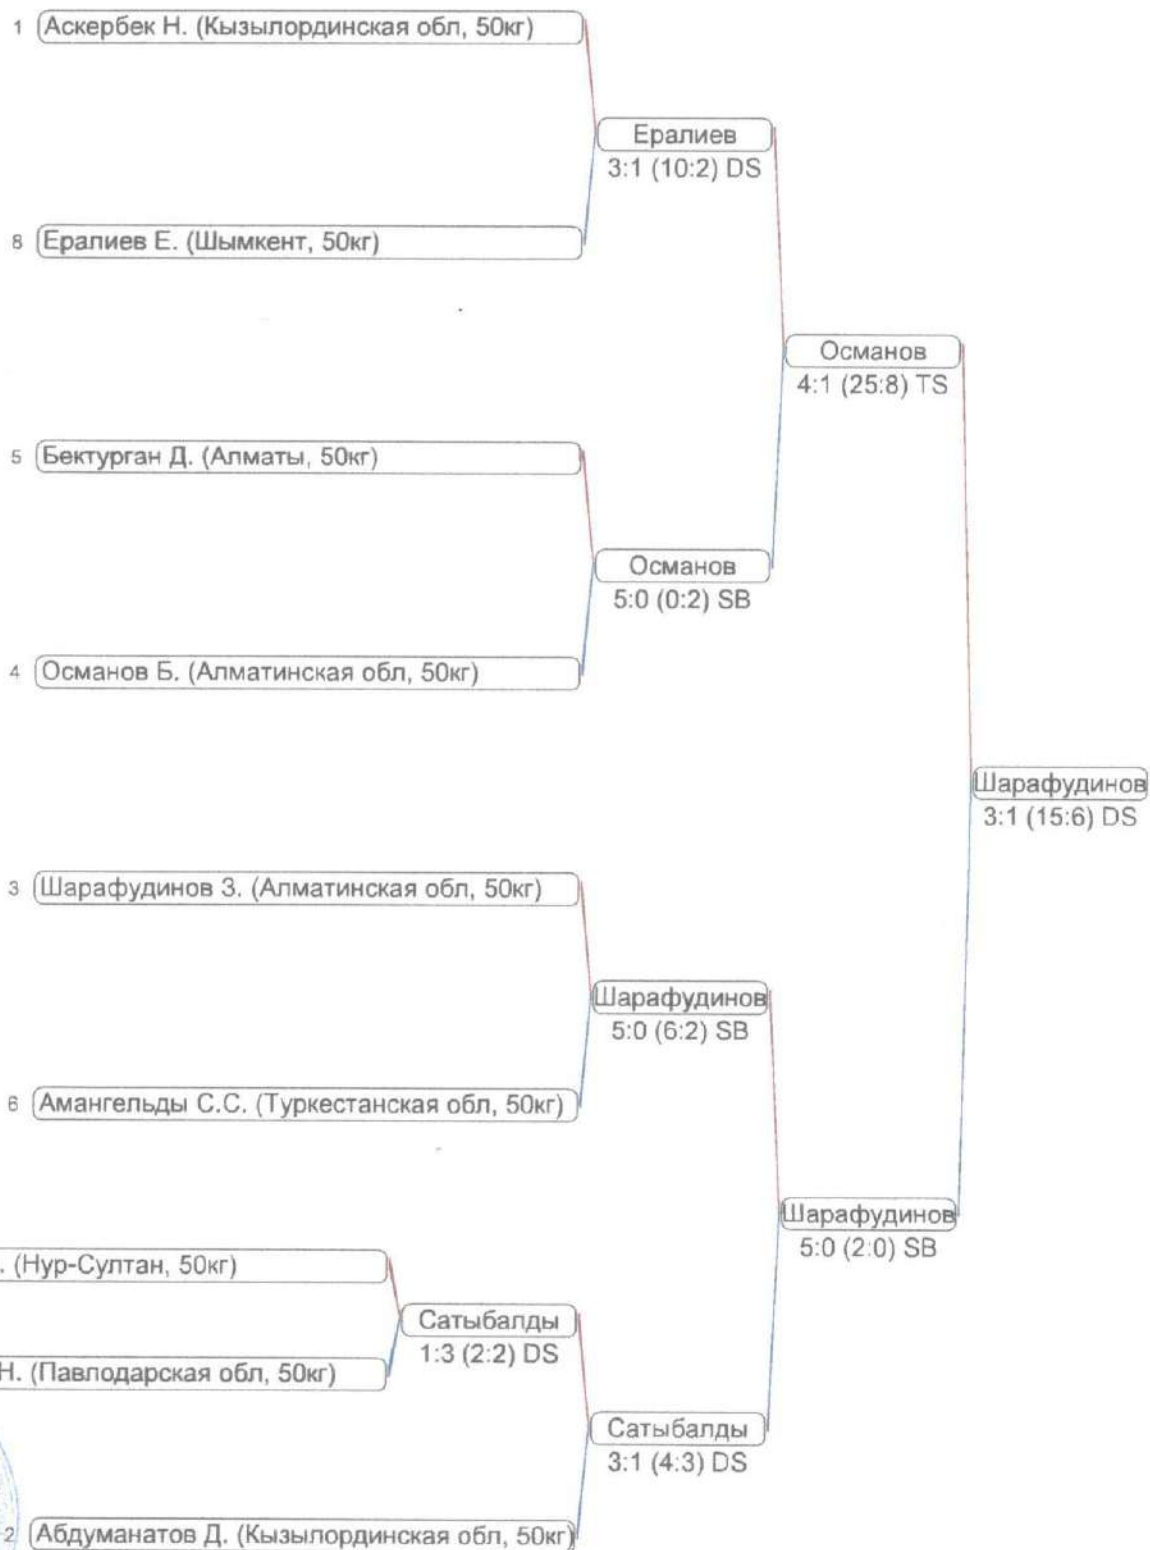 1 Аскербек Н. (Кызылординская обл, 50кг)
Ералиев
3:1 (10:2) DS
8 Ералиев Е. (Шымкент, 50кг)
Османов
4:1 (25:8) TS
5 Бектурган Д. (Алматы, 50кг)
Османов
5:0 (0:2) SB
4 Османов Б. (Алматинская обл, 50кг)
Шарафудинов
3:1 (15:6) DS
3 Шарафудинов З. (Алматинская обл, 50кг)
Шарафудинов
5:0 (6:2) SB
6 Амангельды С.С. (Туркестанская обл, 50кг)
Шарафудинов
5:0 (2:0) SB
. (Нур-Султан, 50кг)
Сатыбалды
1:3 (2:2) DS
Н. (Павлодарская обл, 50кг)
Сатыбалды
3:1 (4:3) DS
2 Абдуманатов Д. (Кызылординская обл, 50кг)